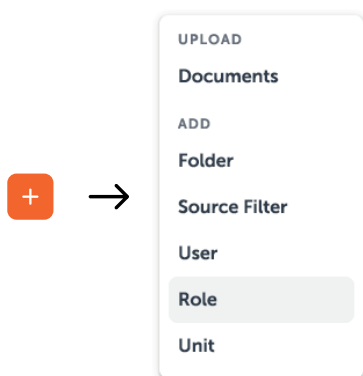 UPLOAD
Documents
ADD
Folder
Source Filter
User
Role
Unit